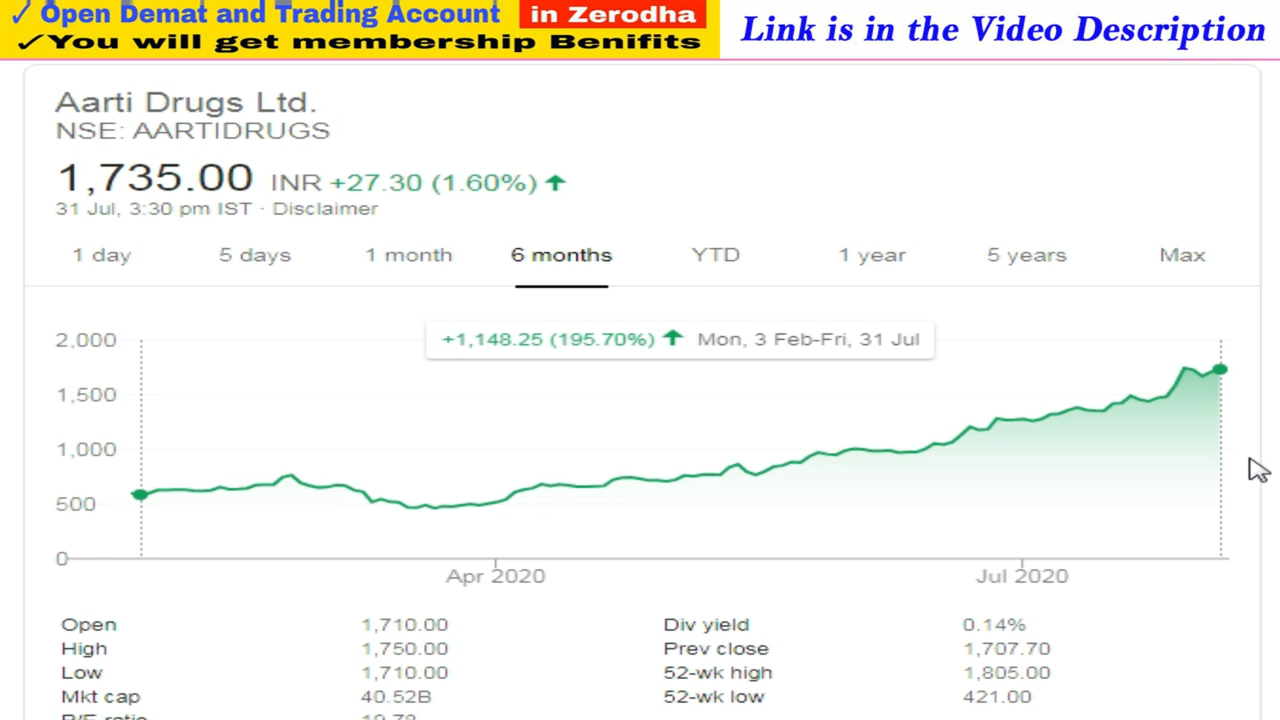 ✓ Open Demat and Trading Account in Zerodha
✓You will get membership Benifits
Link is in the Video Description
Aarti Drugs Ltd.
NSE: AARTIDRUGS
1,735.00 INR +27.30 (1.60%) ↑
31 Jul, 3:30 pm IST · Disclaimer
1 day 5 days 1 month 6 months YTD 1 year 5 years Max
+1,148.25 (195.70%) ↑ Mon, 3 Feb-Fri, 31 Jul
2,000
1,500
1,000
500
0
Apr 2020 Jul 2020
Open 1,710.00 Div yield 0.14%
High 1,750.00 Prev close 1,707.70
Low 1,710.00 52-wk high 1,805.00
Mkt cap 40.52B 52-wk low 421.00
P/E ratio 19.78